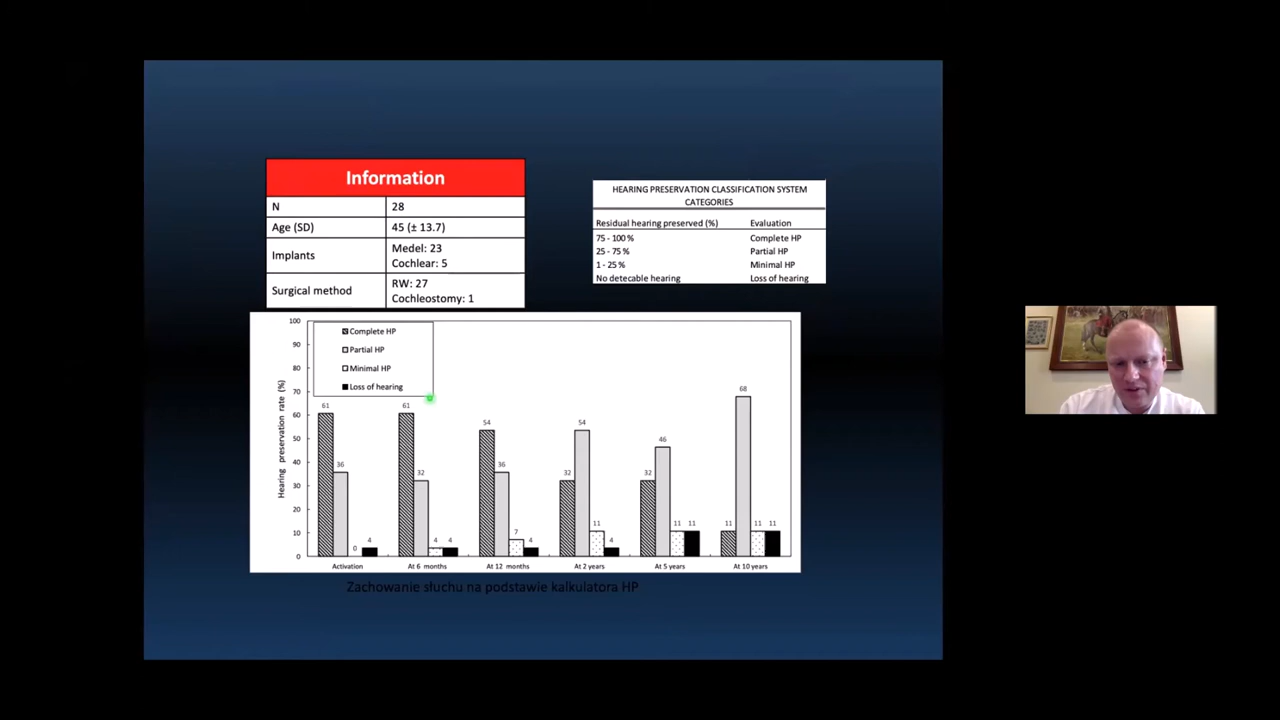 Information
N 28
Age (SD) 45 (± 13.7)
Implants Medel: 23
Cochlear: 5
Surgical method RW: 27
Cochleostomy: 1
HEARING PRESERVATION CLASSIFICATION SYSTEM
CATEGORIES
Residual hearing preserved (%) Evaluation
75 - 100 % Complete HP
25 - 75 % Partial HP
1 - 25 % Minimal HP
No detecable hearing Loss of hearing
Hearing preservation rate (%)
100
90
80
70
60
50
40
30
20
10
0
Complete HP
Partial HP
Minimal HP
Loss of hearing
61 36 0 4
61 32 4 4
54 36 7 4
32 54 11 4
32 46 11 11
11 68 11 11
Activation At 6 months At 12 months At 2 years At 5 years At 10 years
Zachowanie słuchu na podstawie kalkulatora HP